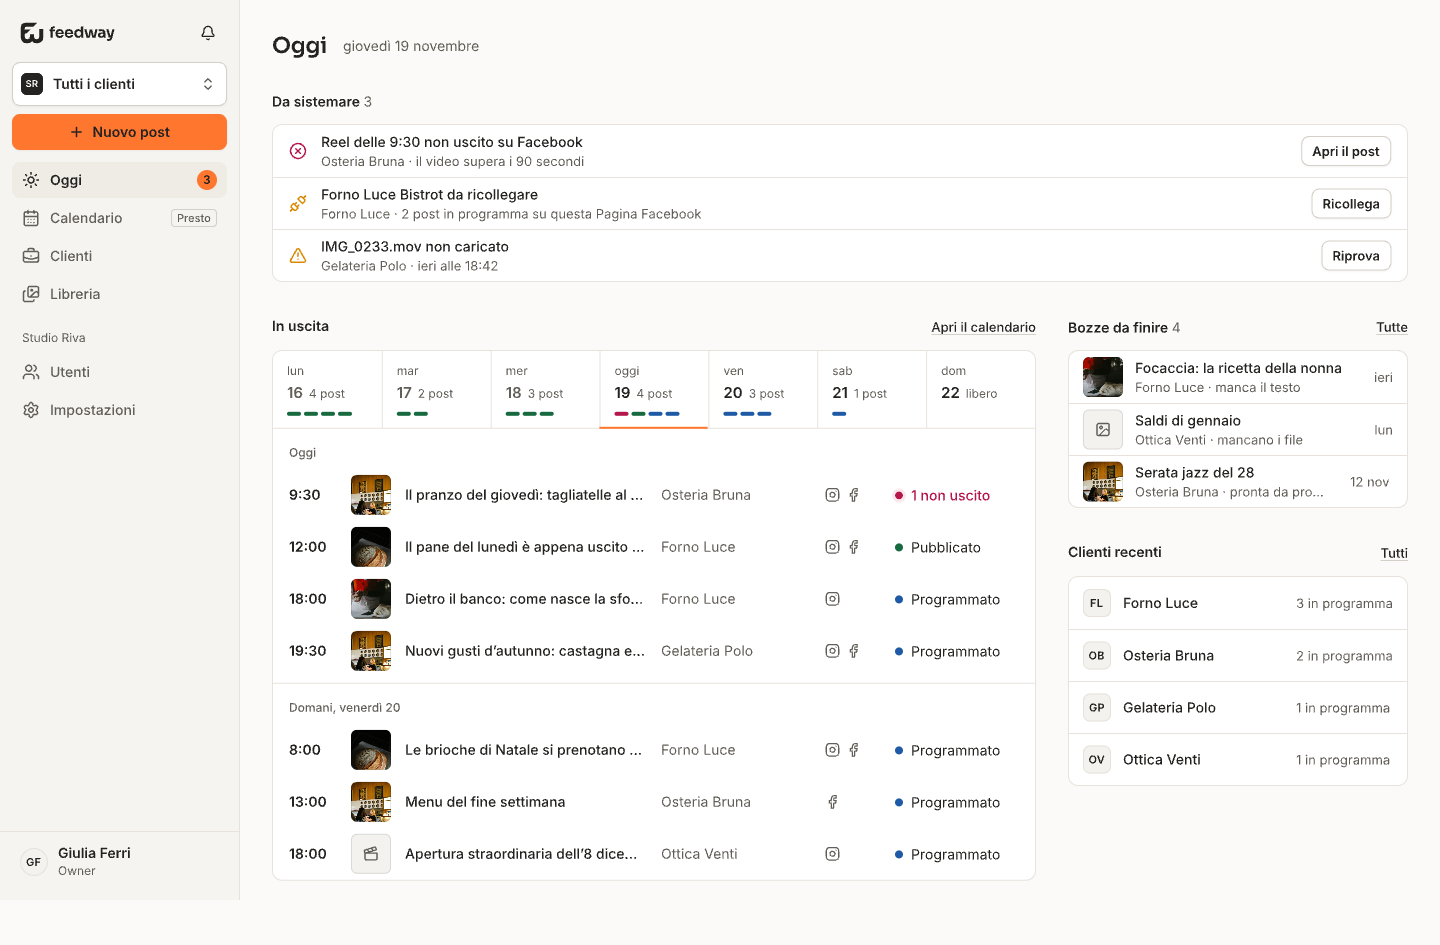 feedway
SR Tutti i clienti
+ Nuovo post
Oggi 3
Calendario Presto
Clienti
Libreria
Studio Riva
Utenti
Impostazioni
GF Giulia Ferri
Owner
Oggi giovedì 19 novembre
Da sistemare 3
Reel delle 9:30 non uscito su Facebook
Osteria Bruna · il video supera i 90 secondi
Apri il post
Forno Luce Bistrot da ricollegare
Forno Luce · 2 post in programma su questa Pagina Facebook
Ricollega
IMG_0233.mov non caricato
Gelateria Polo · ieri alle 18:42
Riprova
In uscita Apri il calendario
lun mar mer oggi ven sab dom
16 4 post 17 2 post 18 3 post 19 4 post 20 3 post 21 1 post 22 libero
Oggi
9:30 Il pranzo del giovedì: tagliatelle al ... Osteria Bruna 1 non uscito
12:00 Il pane del lunedì è appena uscito ... Forno Luce Pubblicato
18:00 Dietro il banco: come nasce la sfo... Forno Luce Programmato
19:30 Nuovi gusti d’autunno: castagna e... Gelateria Polo Programmato
Domani, venerdì 20
8:00 Le brioche di Natale si prenotano ... Forno Luce Programmato
13:00 Menu del fine settimana Osteria Bruna Programmato
18:00 Apertura straordinaria dell’8 dice... Ottica Venti Programmato
Bozze da finire 4 Tutte
Focaccia: la ricetta della nonna
Forno Luce · manca il testo
ieri
Saldi di gennaio
Ottica Venti · mancano i file
lun
Serata jazz del 28
Osteria Bruna · pronta da pro...
12 nov
Clienti recenti Tutti
FL Forno Luce 3 in programma
OB Osteria Bruna 2 in programma
GP Gelateria Polo 1 in programma
OV Ottica Venti 1 in programma